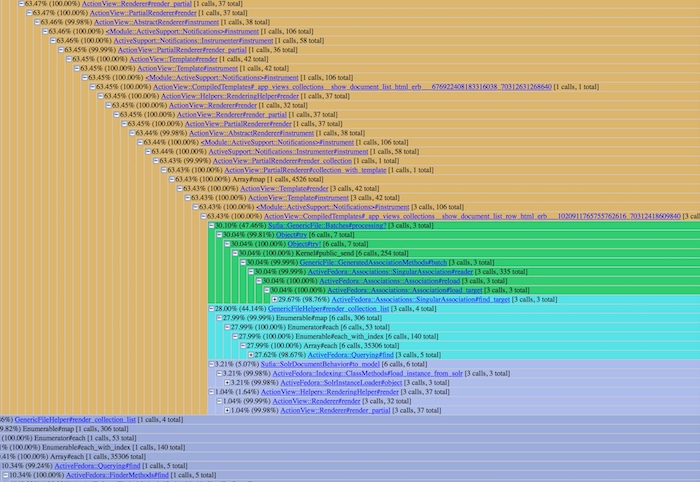 63.47% (100.00%) ActionView::Renderer#render_partial [1 calls, 37 total]
63.47% (100.00%) ActionView::PartialRenderer#render [1 calls, 37 total]
63.46% (99.98%) ActionView::AbstractRenderer#instrument [1 calls, 38 total]
63.46% (100.00%) <Module::ActiveSupport::Notifications>#instrument [1 calls, 106 total]
63.46% (100.00%) ActiveSupport::Notifications::Instrumenter#instrument [1 calls, 58 total]
63.45% (99.99%) ActionView::PartialRenderer#render_partial [1 calls, 36 total]
63.45% (100.00%) ActionView::Template#render [1 calls, 42 total]
63.45% (100.00%) ActionView::Template#instrument [1 calls, 42 total]
63.45% (100.00%) <Module::ActiveSupport::Notifications>#instrument [1 calls, 106 total]
63.45% (100.00%) ActionView::CompiledTemplates#_app_views_collections__show_document_list_html_erb___676922408183316038_70312631268640 [1 calls, 1 total]
63.45% (100.00%) ActionView::Helpers::RenderingHelper#render [1 calls, 37 total]
63.45% (100.00%) ActionView::Renderer#render [1 calls, 32 total]
63.45% (100.00%) ActionView::Renderer#render_partial [1 calls, 37 total]
63.45% (100.00%) ActionView::PartialRenderer#render [1 calls, 37 total]
63.44% (99.98%) ActionView::AbstractRenderer#instrument [1 calls, 38 total]
63.44% (100.00%) <Module::ActiveSupport::Notifications>#instrument [1 calls, 106 total]
63.44% (100.00%) ActiveSupport::Notifications::Instrumenter#instrument [1 calls, 58 total]
63.43% (99.99%) ActionView::PartialRenderer#render_collection [1 calls, 1 total]
63.43% (100.00%) ActionView::PartialRenderer#collection_with_template [1 calls, 1 total]
63.43% (100.00%) Array#map [1 calls, 4526 total]
63.43% (100.00%) ActionView::Template#render [3 calls, 42 total]
63.43% (100.00%) ActionView::Template#instrument [3 calls, 42 total]
63.43% (100.00%) <Module::ActiveSupport::Notifications>#instrument [3 calls, 106 total]
63.43% (100.00%) ActionView::CompiledTemplates#_app_views_collections__show_document_list_row_html_erb___1020911765755762616_70312418609840 [3 calls, 3
30.10% (47.46%) Sufia::GenericFile::Batches#processing? [3 calls, 3 total]
30.04% (99.81%) Object#try [6 calls, 7 total]
30.04% (100.00%) Object#try! [6 calls, 7 total]
30.04% (100.00%) Kernel#public_send [6 calls, 254 total]
30.04% (99.99%) GenericFile::GeneratedAssociationMethods#batch [3 calls, 3 total]
30.04% (99.99%) ActiveFedora::Associations::SingularAssociation#reader [3 calls, 335 total]
30.04% (100.00%) ActiveFedora::Associations::Association#reload [3 calls, 3 total]
30.04% (100.00%) ActiveFedora::Associations::Association#load_target [3 calls, 3 total]
29.67% (98.76%) ActiveFedora::Associations::SingularAssociation#find_target [3 calls, 3 total]
28.00% (44.14%) GenericFileHelper#render_collection_list [3 calls, 4 total]
27.99% (99.99%) Enumerable#map [6 calls, 306 total]
27.99% (100.00%) Enumerator#each [6 calls, 53 total]
27.99% (100.00%) Enumerable#each_with_index [6 calls, 140 total]
27.99% (100.00%) Array#each [6 calls, 35306 total]
27.62% (98.67%) ActiveFedora::Querying#find [3 calls, 5 total]
3.21% (5.07%) Sufia::SolrDocumentBehavior#to_model [6 calls, 6 total]
3.21% (99.98%) ActiveFedora::Indexing::ClassMethods#load_instance_from_solr [3 calls, 3 total]
3.21% (99.98%) ActiveFedora::SolrInstanceLoader#object [3 calls, 3 total]
1.04% (1.64%) ActionView::Helpers::RenderingHelper#render [3 calls, 37 total]
1.04% (99.99%) ActionView::Renderer#render [3 calls, 32 total]
1.04% (99.98%) ActionView::Renderer#render_partial [3 calls, 37 total]
6%) GenericFileHelper#render_collection_list [1 calls, 4 total]
9.82%) Enumerable#map [1 calls, 306 total]
(100.00%) Enumerator#each [1 calls, 53 total]
1% (100.00%) Enumerable#each_with_index [1 calls, 140 total]
.41% (100.00%) Array#each [1 calls, 35306 total]
10.34% (99.24%) ActiveFedora::Querying#find [1 calls, 5 total]
10.34% (100.00%) ActiveFedora::FinderMethods#find [1 calls, 5 total]